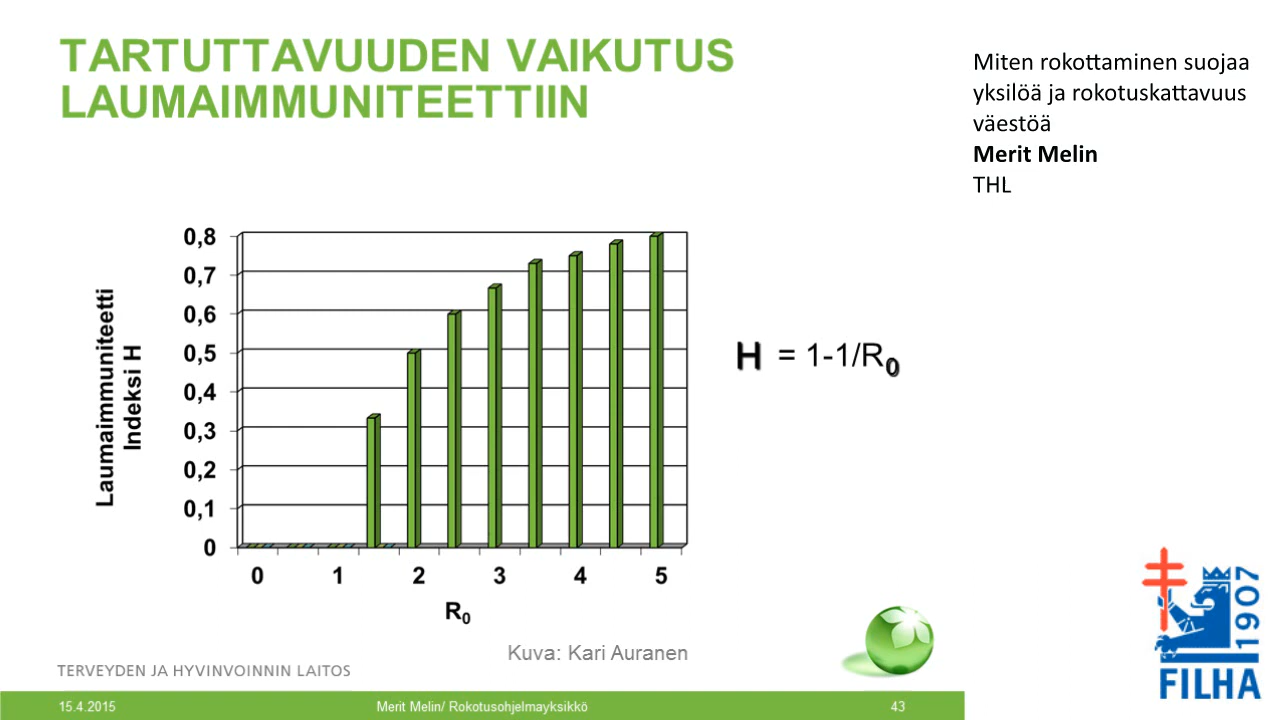 TARTUTTAVUUDEN VAIKUTUS
LAUMAIMMUNITEETTIIN
Miten rokottaminen suojaa
yksilöä ja rokotuskattavuus
väestöä
Merit Melin
THL
Laumaimmuniteetti
Indeksi H
0,8
0,7
0,6
0,5
0,4
0,3
0,2
0,1
0
0 1 2 3 4 5
R₀
H = 1-1/R₀
Kuva: Kari Auranen
TERVEYDEN JA HYVINVOINNIN LAITOS
15.4.2015 Merit Melin/ Rokotusohjelmayksikkö 43
1907
FILHA